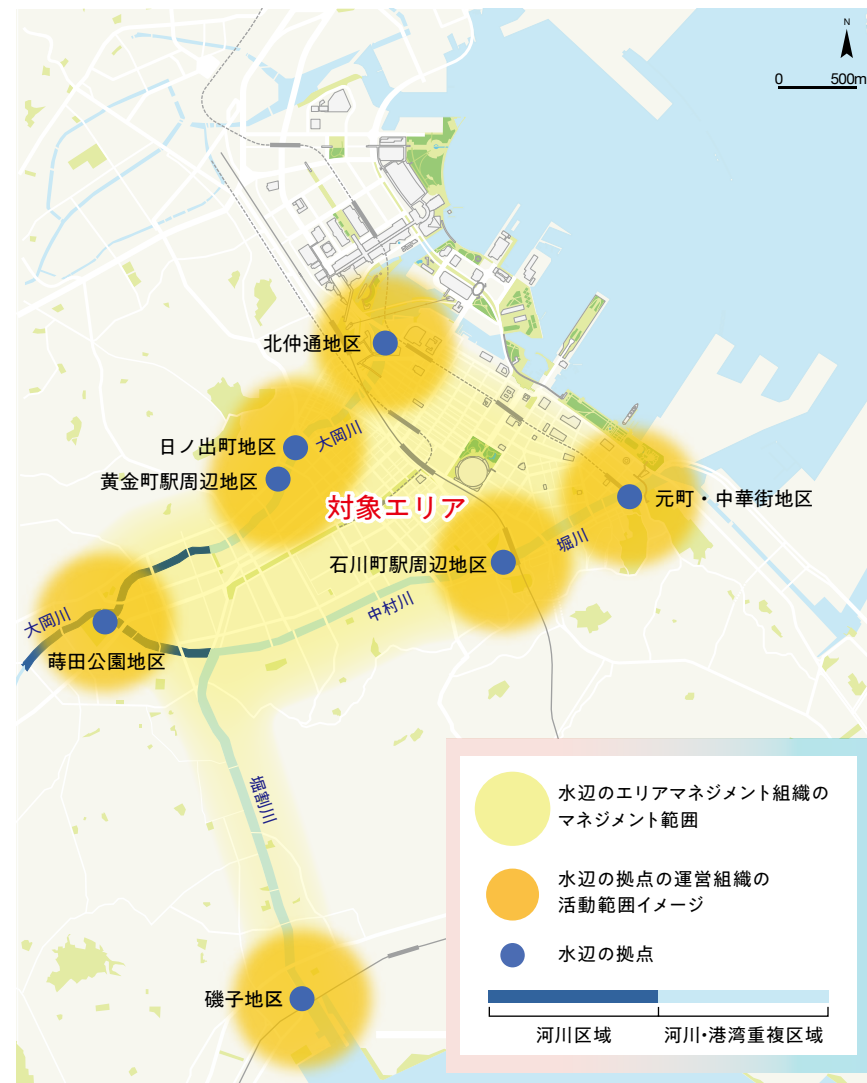 N
0 500m
北仲通地区
大岡川
日ノ出町地区
黄金町駅周辺地区
対象エリア
元町・中華街地区
堀川
石川町駅周辺地区
中村川
大岡川
蒔田公園地区
堀割川
水辺のエリアマネジメント組織の
マネジメント範囲
水辺の拠点の運営組織の
活動範囲イメージ
水辺の拠点
河川区域 河川・港湾重複区域
磯子地区